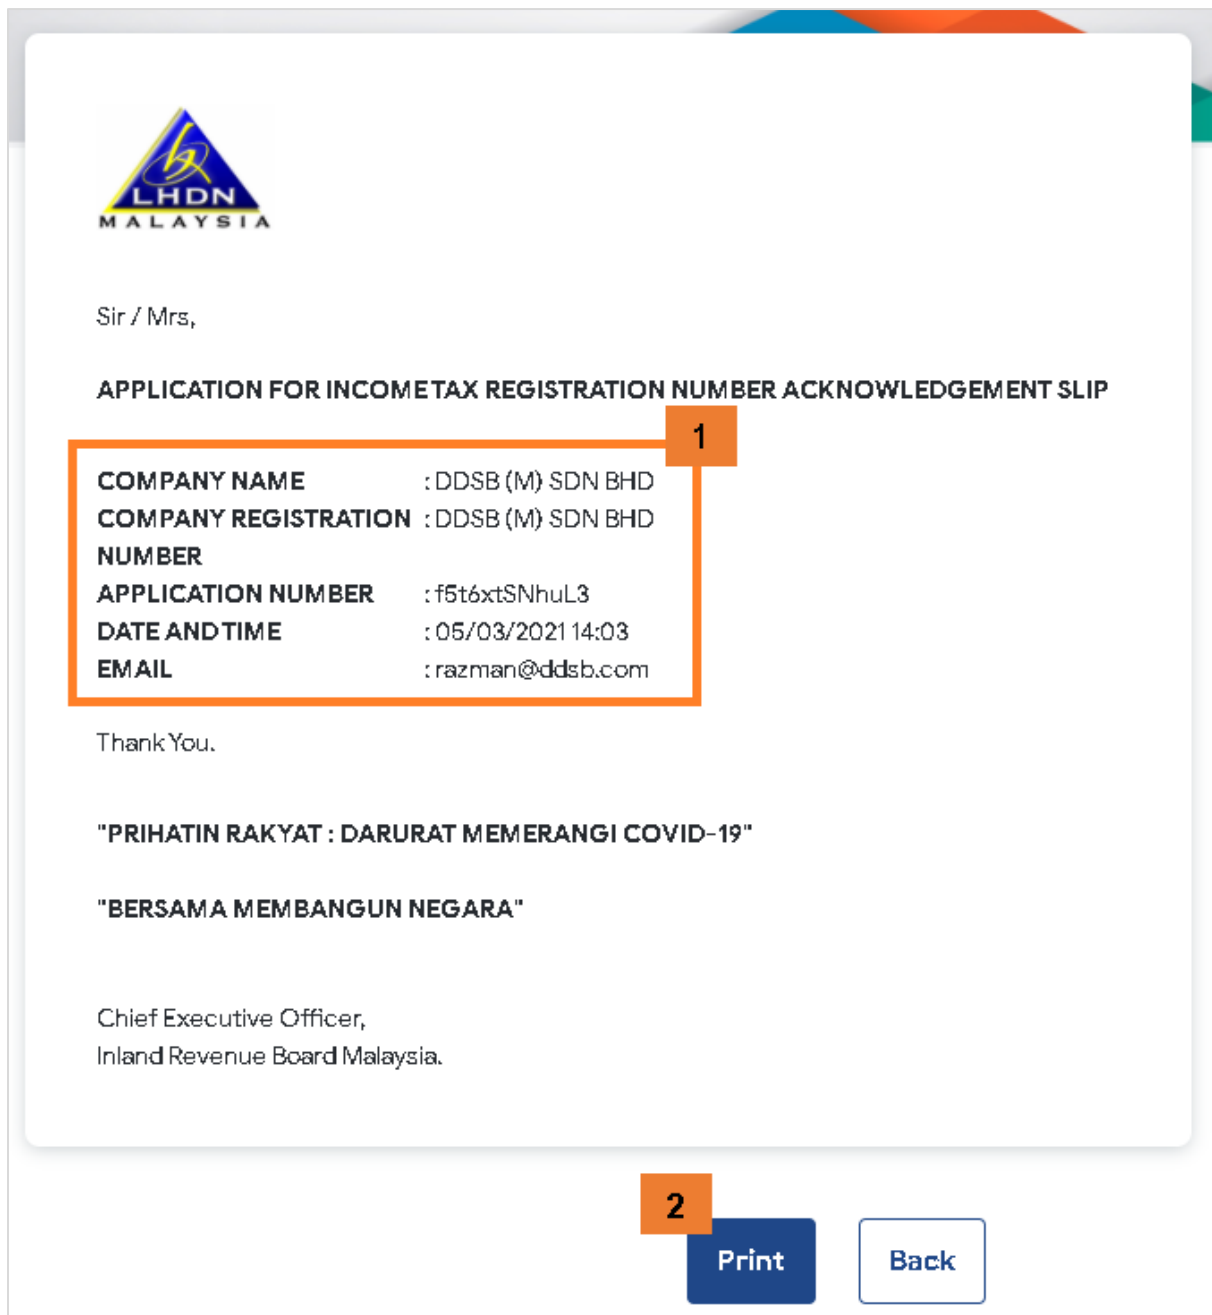 LHDN
MALAYSIA
Sir / Mrs,
APPLICATION FOR INCOME TAX REGISTRATION NUMBER ACKNOWLEDGEMENT SLIP
1
COMPANY NAME : DDSB (M) SDN BHD
COMPANY REGISTRATION : DDSB (M) SDN BHD
NUMBER
APPLICATION NUMBER : f5t6xtSNhuL3
DATE AND TIME : 05/03/2021 14:03
EMAIL : razman@ddsb.com
Thank You.
"PRIHATIN RAKYAT : DARURAT MEMERANGI COVID-19"
"BERSAMA MEMBANGUN NEGARA"
Chief Executive Officer,
Inland Revenue Board Malaysia.
2
Print Back